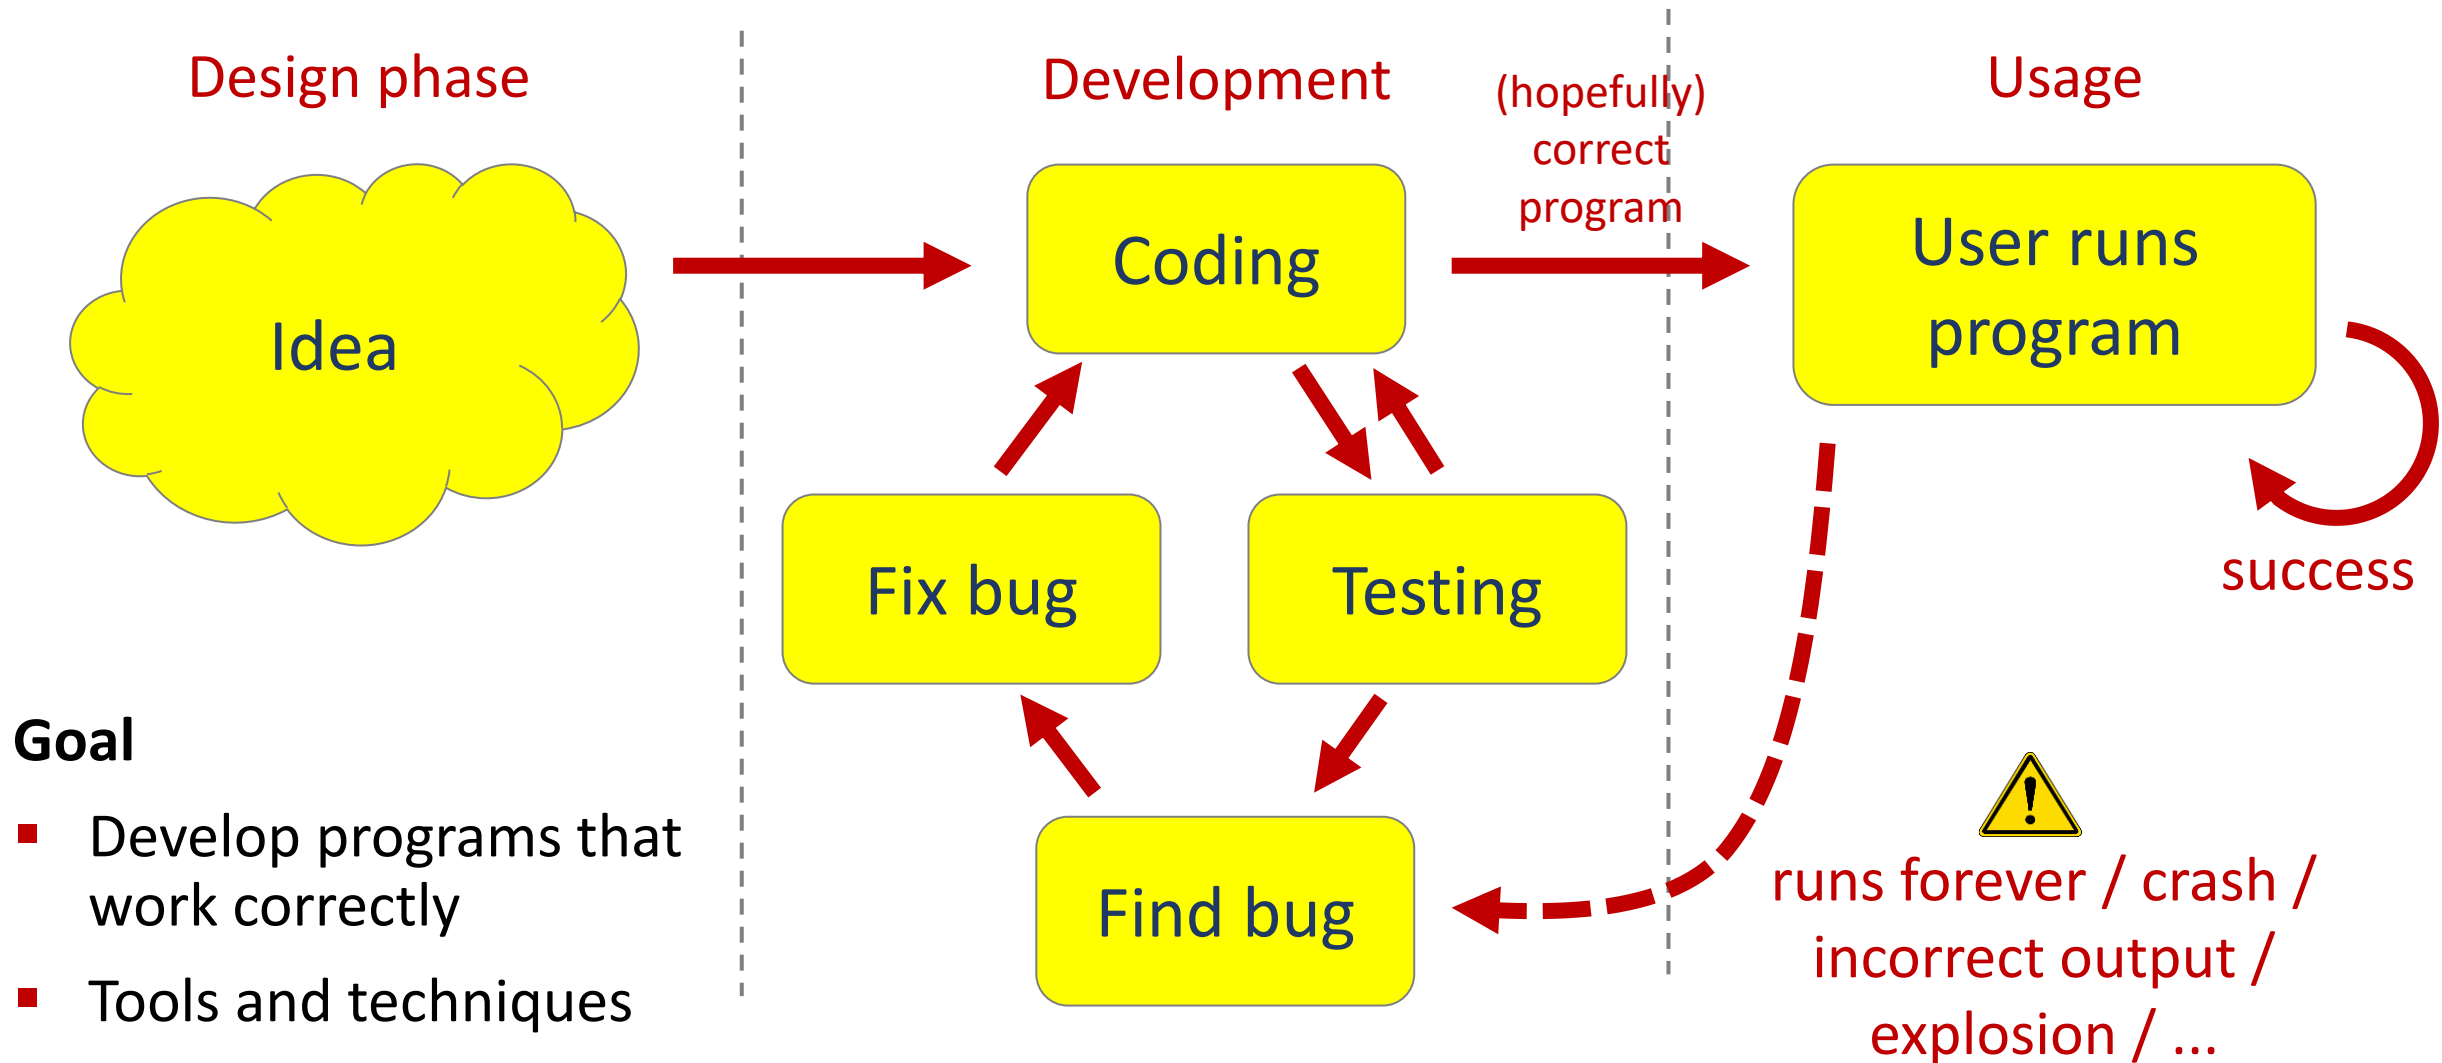 Design phase
Idea
Goal
▪ Develop programs that
work correctly
▪ Tools and techniques
Development
(hopefully)
correct
program
Coding
Fix bug
Testing
Find bug
Usage
User runs
program
success
runs forever / crash /
incorrect output /
explosion / ...